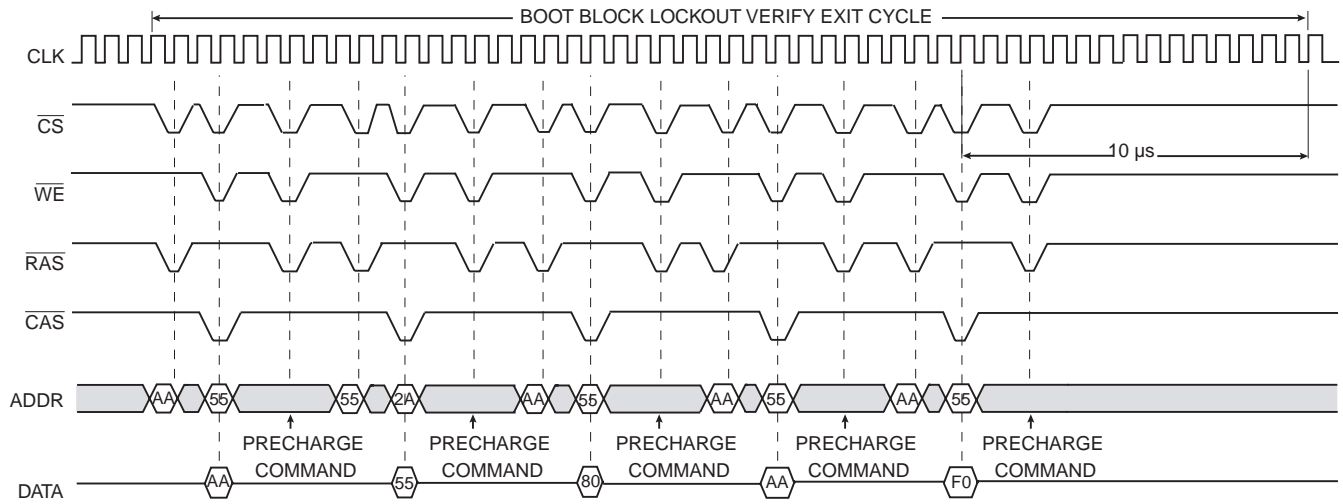 BOOT BLOCK LOCKOUT VERIFY EXIT CYCLE
CLK
CS
10 µs
WE
RAS
CAS
ADDR AA 55 55 2A AA 55 AA 55 AA 55
PRECHARGE COMMAND
PRECHARGE COMMAND
PRECHARGE COMMAND
PRECHARGE COMMAND
PRECHARGE COMMAND
DATA AA 55 80 AA F0